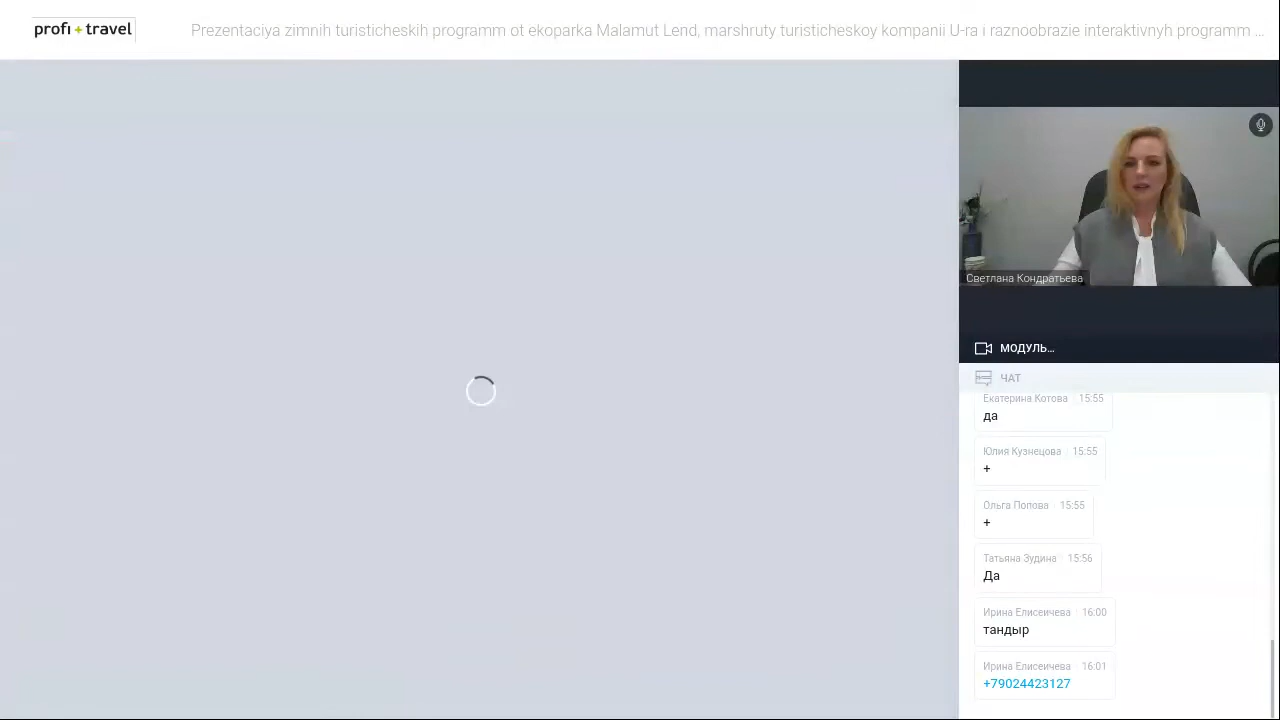 profi travel
Prezentaciya zimnih turisticheskih programm ot ekoparka Malamut Lend, marshruty turisticheskoy kompanii U-ra i raznoobrazie interaktivnyh programm ...
Светлана Кондратьева
МОДУЛЬ...
ЧАТ
Екатерина Котова 15:55
да
Юлия Кузнецова 15:55
+
Ольга Попова 15:55
+
Татьяна Зудина 15:56
Да
Ирина Елисеичева 16:00
тандыр
Ирина Елисеичева 16:01
+79024423127